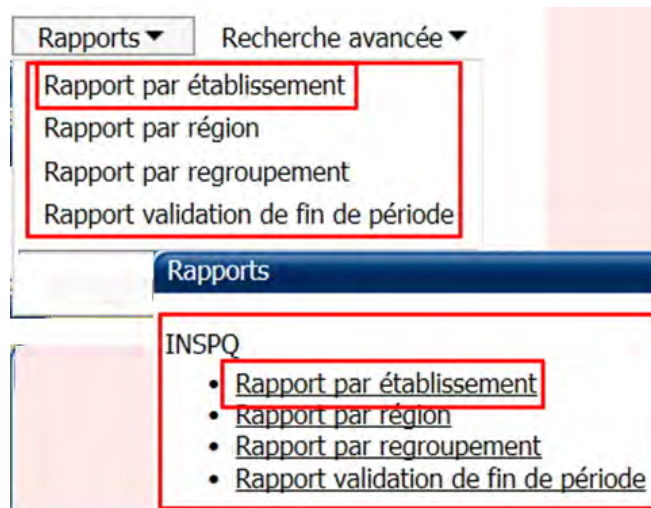 Rapports▼ Recherche avancée▼
Rapport par établissement
Rapport par région
Rapport par regroupement
Rapport validation de fin de période
Rapports
INSPQ
• Rapport par établissement
• Rapport par région
• Rapport par regroupement
• Rapport validation de fin de période